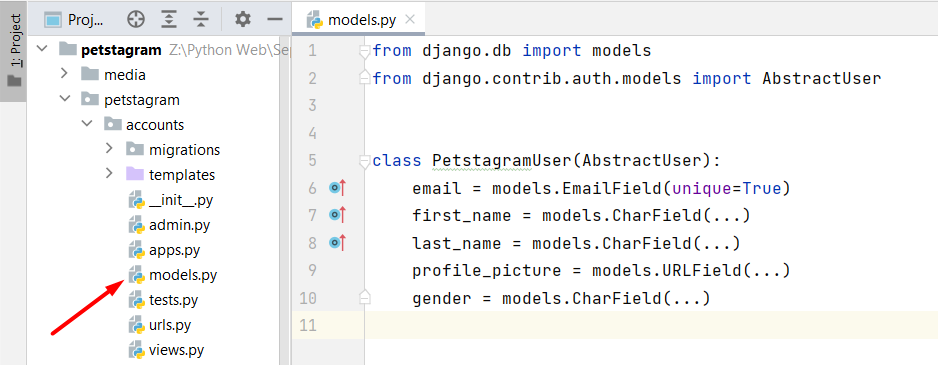 1: Project
Proj...
petstagram Z:\Python Web\Sep
media
petstagram
accounts
migrations
templates
__init__.py
admin.py
apps.py
models.py
tests.py
urls.py
views.py
models.py
1 from django.db import models
2 from django.contrib.auth.models import AbstractUser
3
4
5 class PetstagramUser(AbstractUser):
6 email = models.EmailField(unique=True)
7 first_name = models.CharField(...)
8 last_name = models.CharField(...)
9 profile_picture = models.URLField(...)
10 gender = models.CharField(...)
11